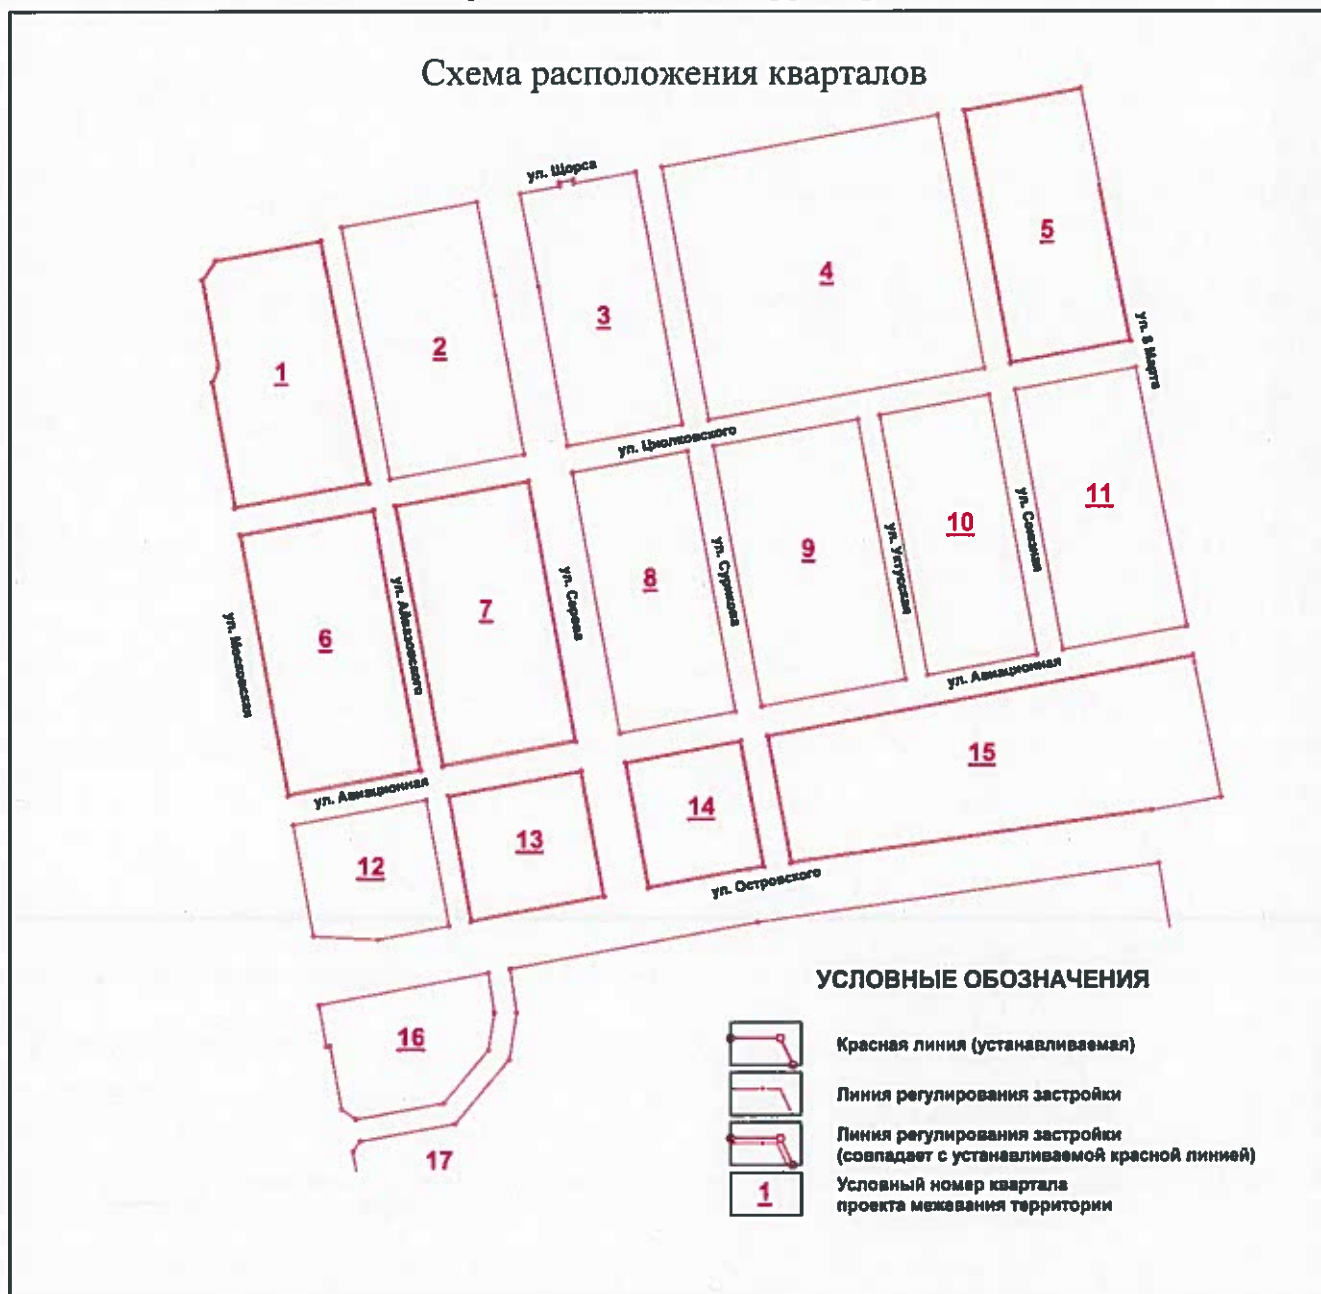 Схема расположения кварталов
ул. Щорса
5
4
3
2
1
ул. 8 Марта
ул. Циолковского
11
10
9
8
7
6
ул. Союзная
ул. Уктусская
ул. Сурикова
ул. Серова
ул. Айвазовского
ул. Московская
ул. Авиационная
15
ул. Авиационная
14
13
12
ул. Островского
16
17
УСЛОВНЫЕ ОБОЗНАЧЕНИЯ
Красная линия (устанавливаемая)
Линия регулирования застройки
Линия регулирования застройки
(совпадает с устанавливаемой красной линией)
1
Условный номер квартала
проекта межевания территории